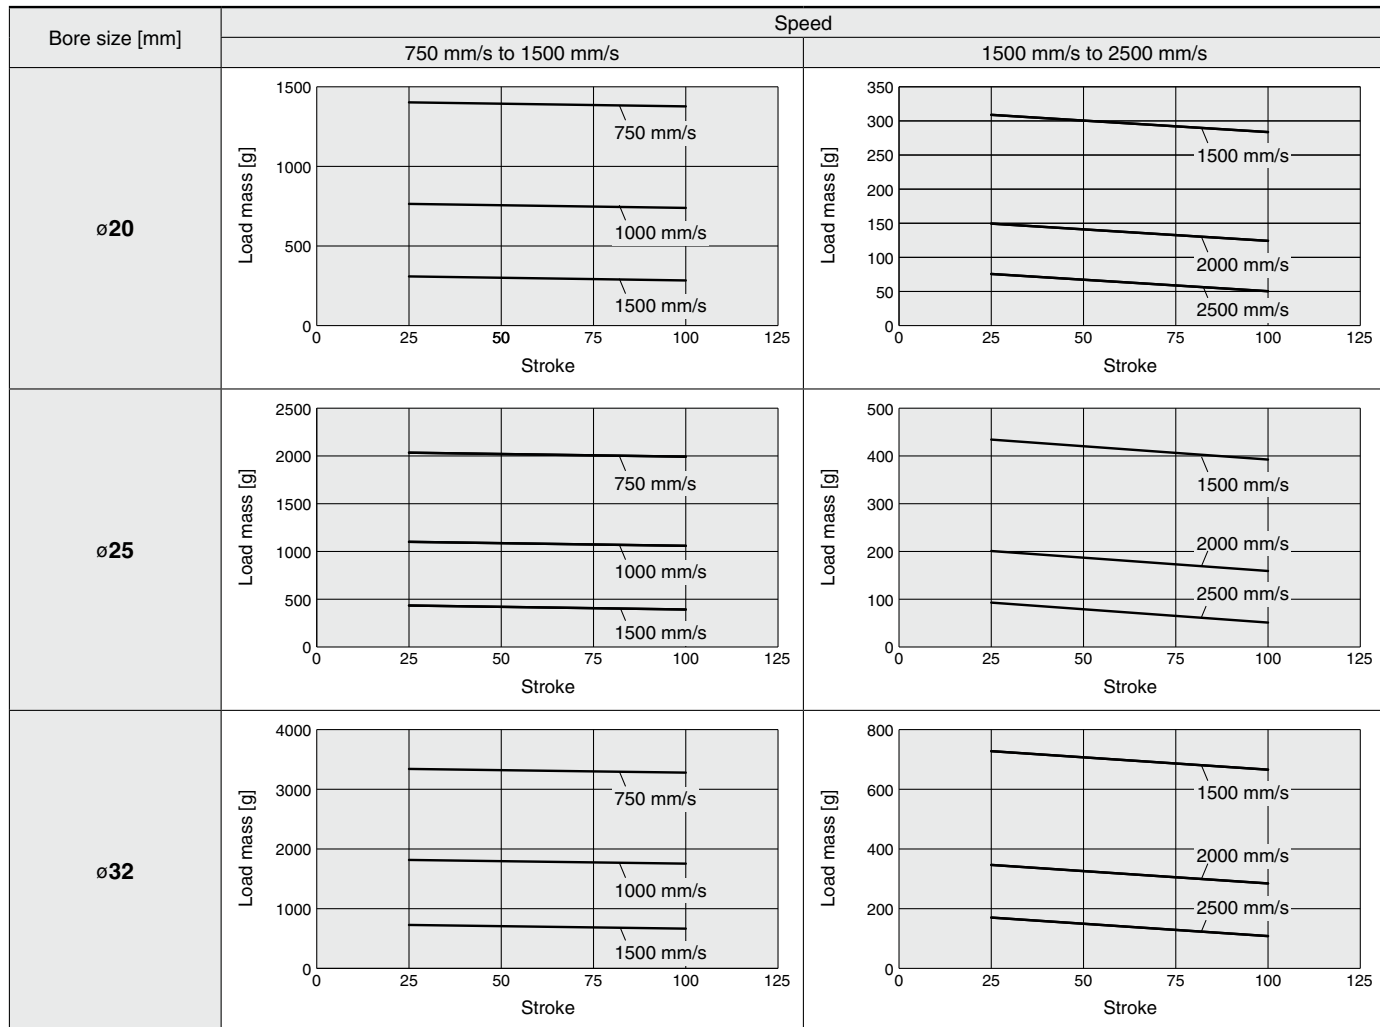 Bore size [mm]
Speed
750 mm/s to 1500 mm/s
1500 mm/s to 2500 mm/s
ø20
Load mass [g]
1500
1000
500
0
750 mm/s
1000 mm/s
1500 mm/s
0 25 50 75 100 125
Stroke
Load mass [g]
350
300
250
200
150
100
50
0
1500 mm/s
2000 mm/s
2500 mm/s
0 25 50 75 100 125
Stroke
ø25
Load mass [g]
2500
2000
1500
1000
500
0
750 mm/s
1000 mm/s
1500 mm/s
0 25 50 75 100 125
Stroke
Load mass [g]
500
400
300
200
100
0
1500 mm/s
2000 mm/s
2500 mm/s
0 25 50 75 100 125
Stroke
ø32
Load mass [g]
4000
3000
2000
1000
0
750 mm/s
1000 mm/s
1500 mm/s
0 25 50 75 100 125
Stroke
Load mass [g]
800
600
400
200
0
1500 mm/s
2000 mm/s
2500 mm/s
0 25 50 75 100 125
Stroke